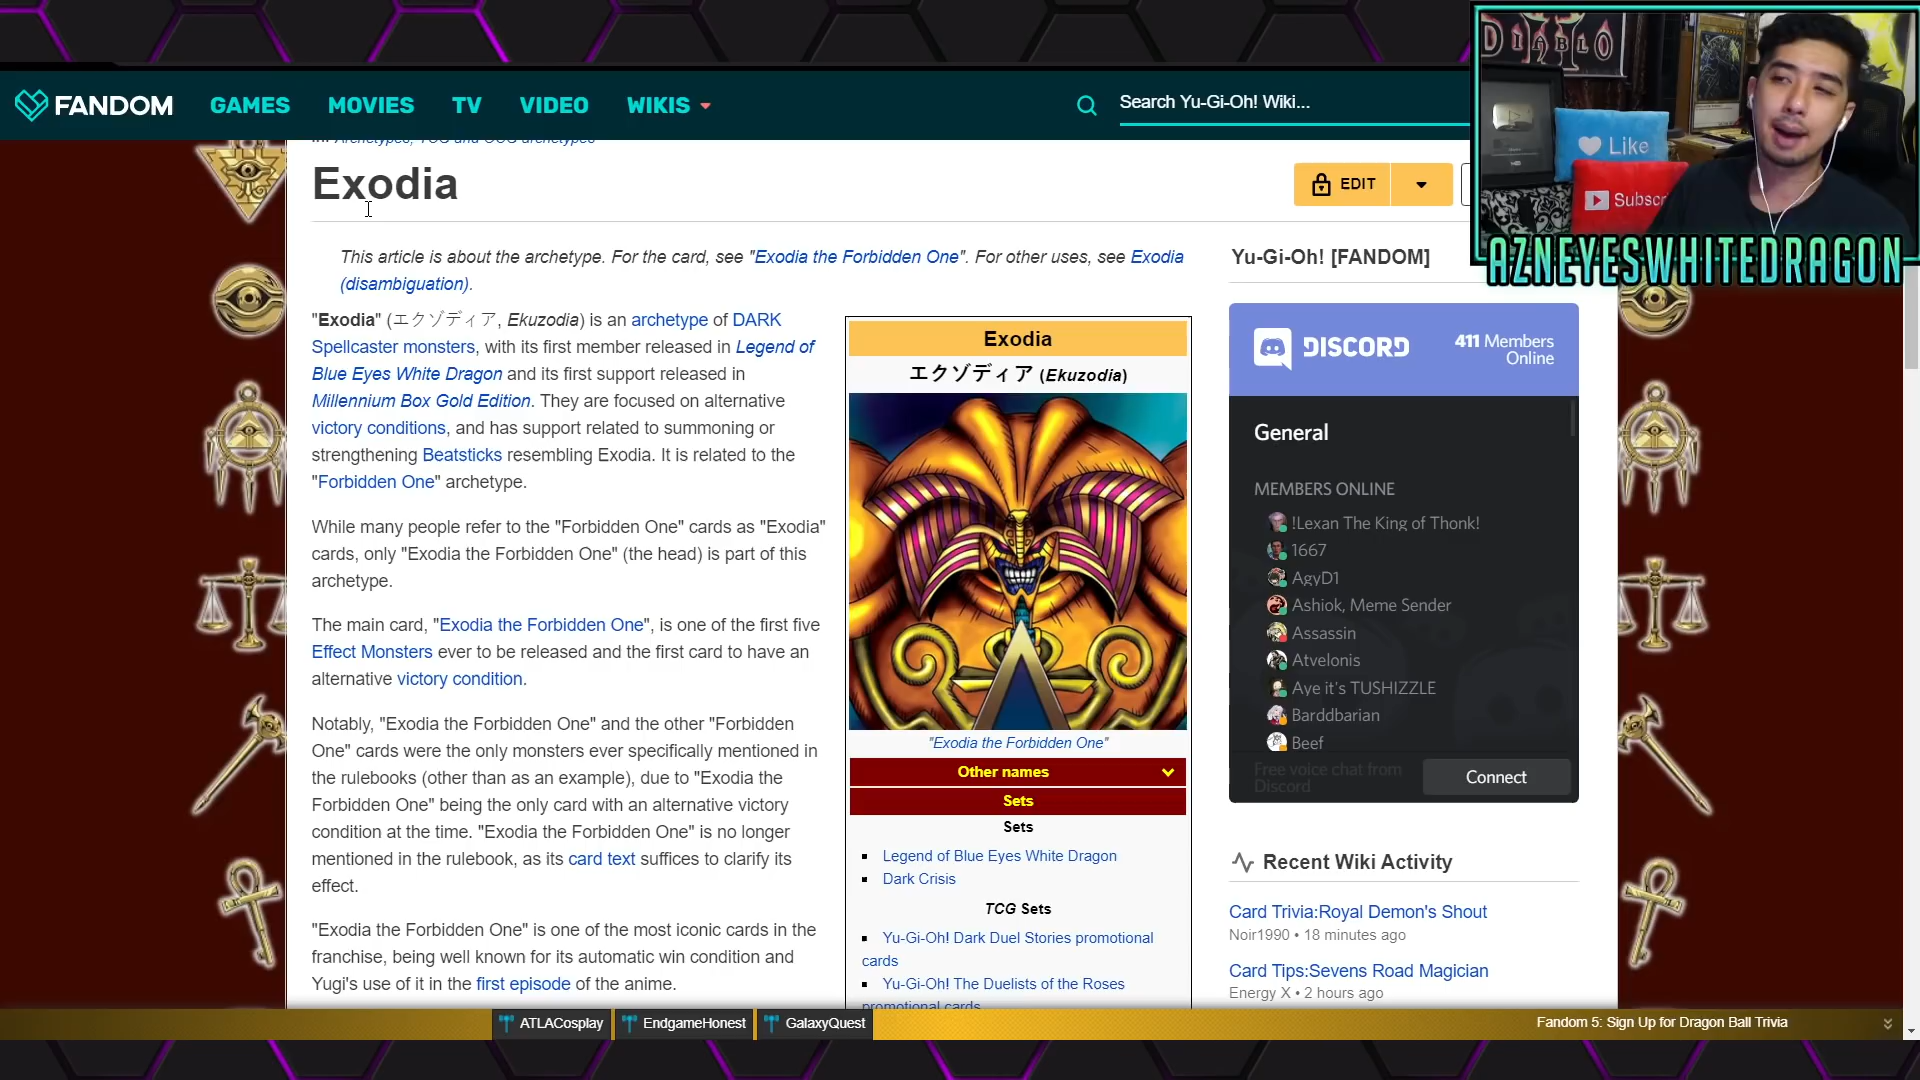 FANDOM GAMES MOVIES TV VIDEO WIKIS
Search Yu-Gi-Oh! Wiki...
DIABLO
Like
Subscr
AZNEYESWHITEDRAGON
Archetypes, TCG and OCG archetypes
Exodia
EDIT
This article is about the archetype. For the card, see "Exodia the Forbidden One". For other uses, see Exodia
(disambiguation).
"Exodia" (エクゾディア, Ekuzodia) is an archetype of DARK
Spellcaster monsters, with its first member released in Legend of
Blue Eyes White Dragon and its first support released in
Millennium Box Gold Edition. They are focused on alternative
victory conditions, and has support related to summoning or
strengthening Beatsticks resembling Exodia. It is related to the
"Forbidden One" archetype.
While many people refer to the "Forbidden One" cards as "Exodia"
cards, only "Exodia the Forbidden One" (the head) is part of this
archetype.
The main card, "Exodia the Forbidden One", is one of the first five
Effect Monsters ever to be released and the first card to have an
alternative victory condition.
Notably, "Exodia the Forbidden One" and the other "Forbidden
One" cards were the only monsters ever specifically mentioned in
the rulebooks (other than as an example), due to "Exodia the
Forbidden One" being the only card with an alternative victory
condition at the time. "Exodia the Forbidden One" is no longer
mentioned in the rulebook, as its card text suffices to clarify its
effect.
"Exodia the Forbidden One" is one of the most iconic cards in the
franchise, being well known for its automatic win condition and
Yugi's use of it in the first episode of the anime.
Exodia
エクゾディア (Ekuzodia)
"Exodia the Forbidden One"
Other names
Sets
Sets
Legend of Blue Eyes White Dragon
Dark Crisis
TCG Sets
Yu-Gi-Oh! Dark Duel Stories promotional
cards
Yu-Gi-Oh! The Duelists of the Roses
promotional cards
Yu-Gi-Oh! [FANDOM]
DISCORD
411 Members
Online
General
MEMBERS ONLINE
!Lexan The King of Thonk!
1667
AgyD1
Ashiok, Meme Sender
Assassin
Atvelonis
Aye it's TUSHIZZLE
Barddbarian
Beef
Free voice chat from
Discord
Connect
Recent Wiki Activity
Card Trivia:Royal Demon's Shout
Noir1990 • 18 minutes ago
Card Tips:Sevens Road Magician
Energy X • 2 hours ago
ATLACosplay EndgameHonest GalaxyQuest
Fandom 5: Sign Up for Dragon Ball Trivia